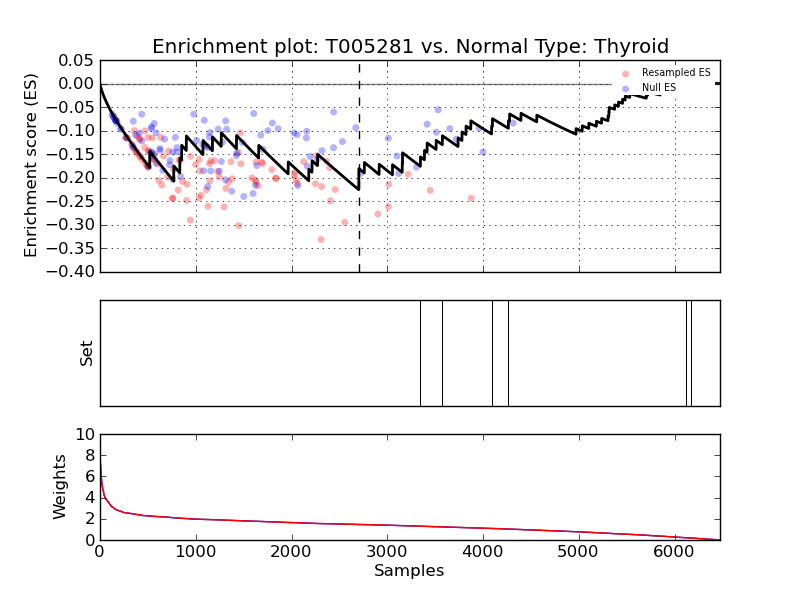 Enrichment plot: T005281 vs. Normal Type: Thyroid
Enrichment score (ES)
0.05
0.00
−0.05
−0.10
−0.15
−0.20
−0.25
−0.30
−0.35
−0.40
Resampled ES
Null ES
Set
Weights
10
8
6
4
2
0
0 1000 2000 3000 4000 5000 6000
Samples